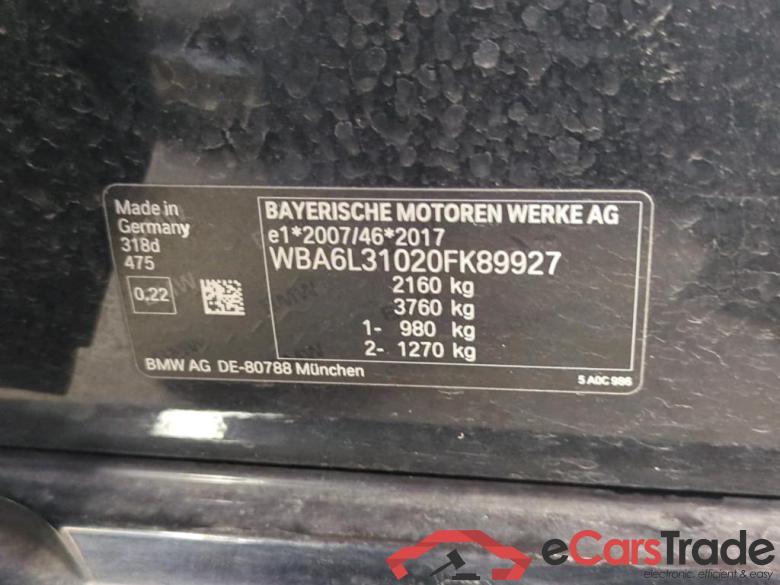 Made in
Germany
318d
475
0,22
BAYERISCHE MOTOREN WERKE AG
e1*2007/46*2017
WBA6L31020FK89927
2160 kg
3760 kg
1- 980 kg
2- 1270 kg
BMW AG DE-80788 München
5 A0C 986
eCarsTrade
electronic, efficient & easy